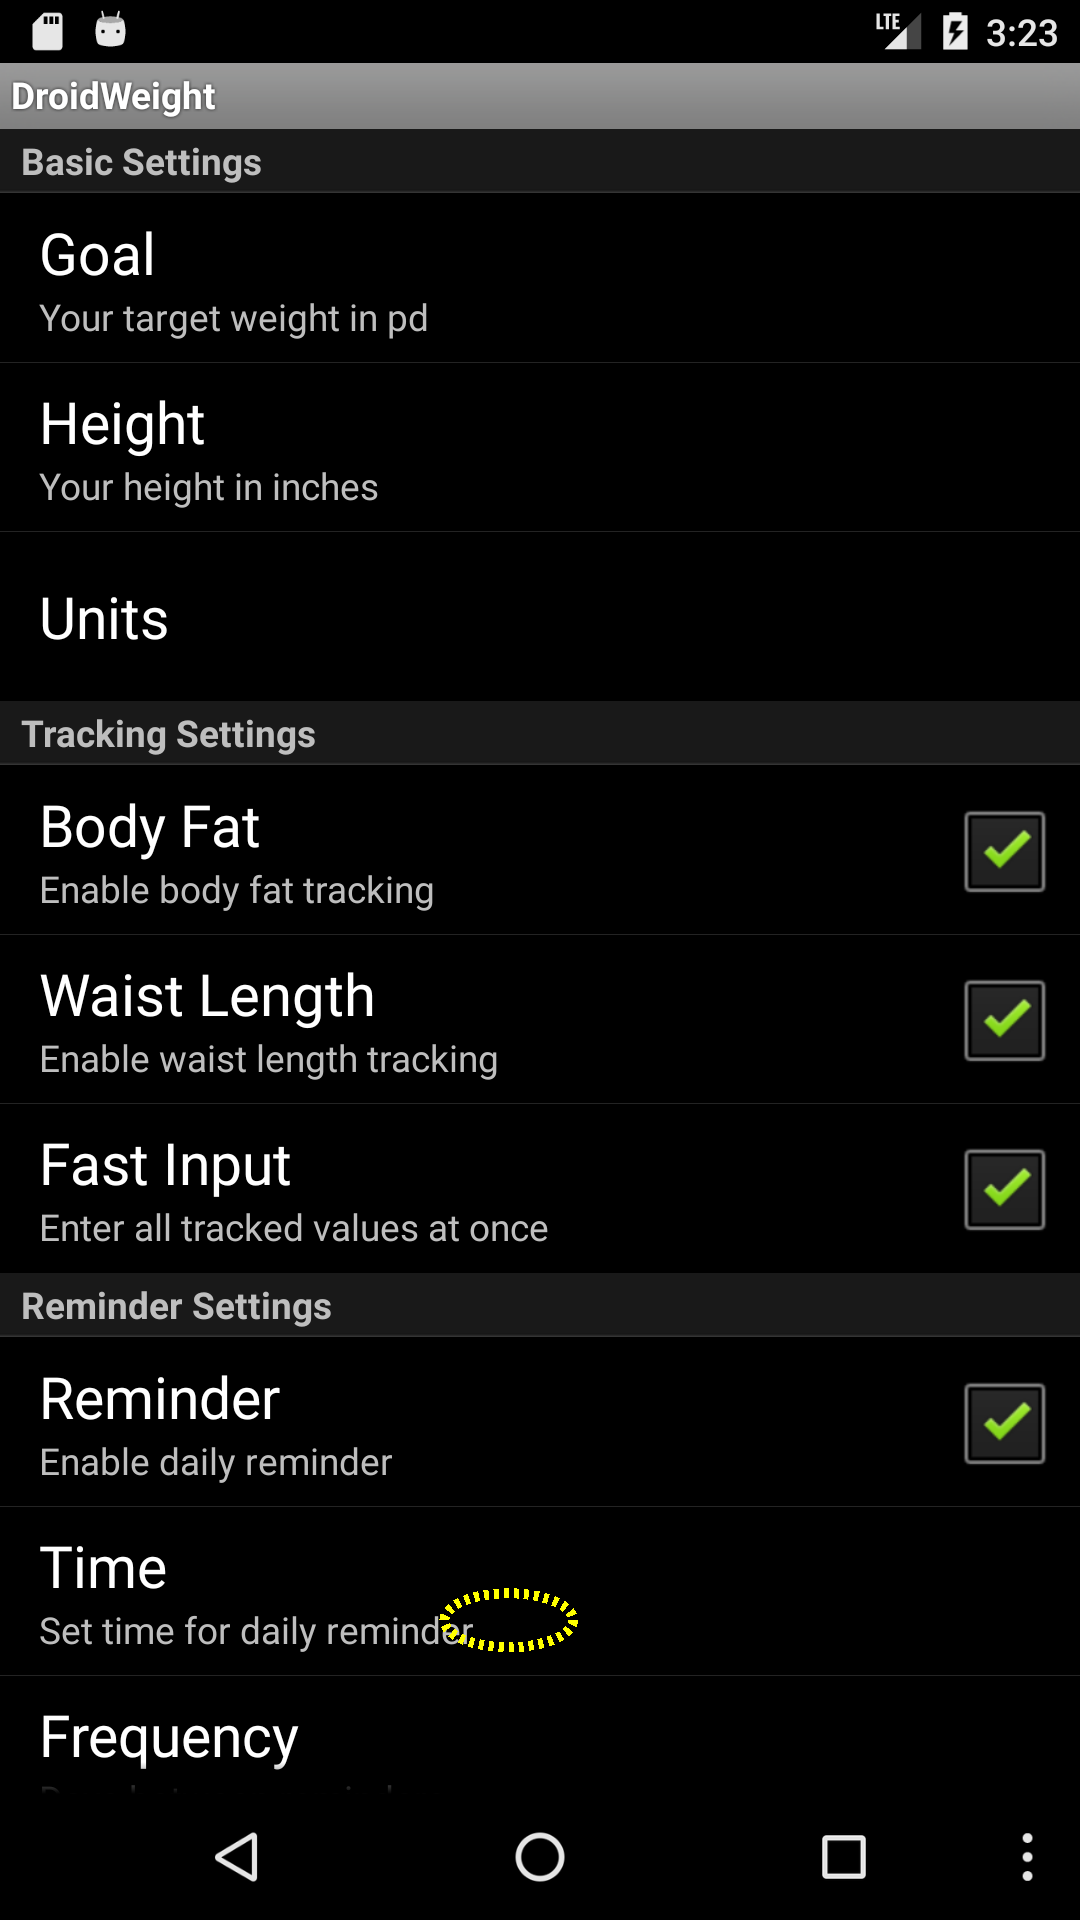 LTE 3:23
DroidWeight
Basic Settings
Goal
Your target weight in pd
Height
Your height in inches
Units
Tracking Settings
Body Fat
Enable body fat tracking
Waist Length
Enable waist length tracking
Fast Input
Enter all tracked values at once
Reminder Settings
Reminder
Enable daily reminder
Time
Set time for daily reminder
Frequency